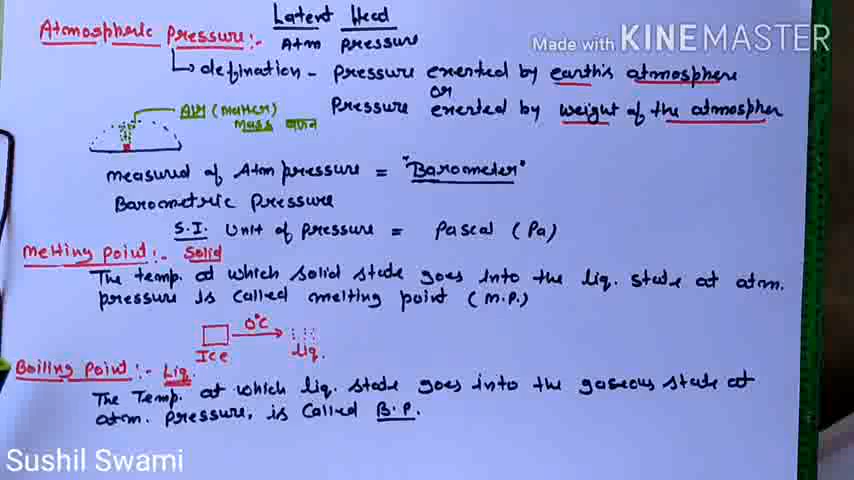 Latent Head
Made with KINEMASTER
Atmospheric Pressure:-
Atm pressure
defination - pressure exerted by earth's atmosphere
or
Pressure exerted by weight of the atmospher
Air (Matter)
Mass वजन
measured of Atm pressure = "Barometer"
Barometric Pressure
S.I. Unit of pressure = Pascal (Pa)
Melting point:- Solid
The temp. at which solid state goes into the liq. state at atm.
pressure is called melting point (M.P.)
0°C
Ice
liq.
Boiling point:- Liq.
The Temp. at which liq. state goes into the gaseous state at
atm. pressure, is called B.P.
Sushil Swami